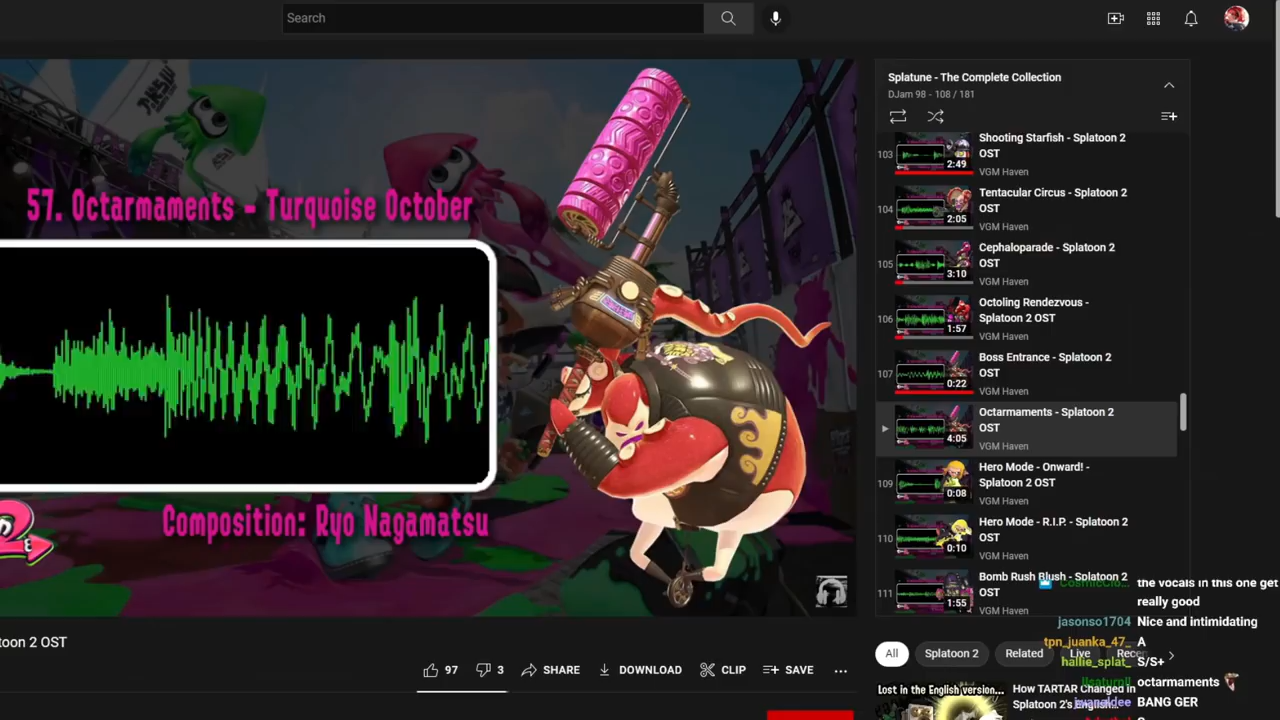 Search
57. Octarmaments - Turquoise October
Composition: Ryo Nagamatsu
2
toon 2 OST
97
3
SHARE
DOWNLOAD
CLIP
SAVE
Splatune - The Complete Collection
DJam 98 - 108 / 181
103
Shooting Starfish - Splatoon 2
OST
2:49
VGM Haven
104
Tentacular Circus - Splatoon 2
OST
2:05
VGM Haven
105
Cephaloparade - Splatoon 2
OST
3:10
VGM Haven
106
Octoling Rendezvous -
Splatoon 2 OST
1:57
VGM Haven
107
Boss Entrance - Splatoon 2
OST
0:22
VGM Haven
Octarmaments - Splatoon 2
OST
4:05
VGM Haven
109
Hero Mode - Onward! -
Splatoon 2 OST
0:08
VGM Haven
110
Hero Mode - R.I.P. - Splatoon 2
OST
0:10
VGM Haven
111
Bomb Rush Blush - Splatoon 2
OST
1:55
VGM Haven
All
Splatoon 2
Related
Live
Rece
Lost in the English version...
How TARTAR Changed in
Splatoon 2's English...
the vocals in this one get
really good
jasonso1704 Nice and intimidating
tpn_juanka_47_ A
hallie_splat_ S/S+
octarmaments
BANG GER